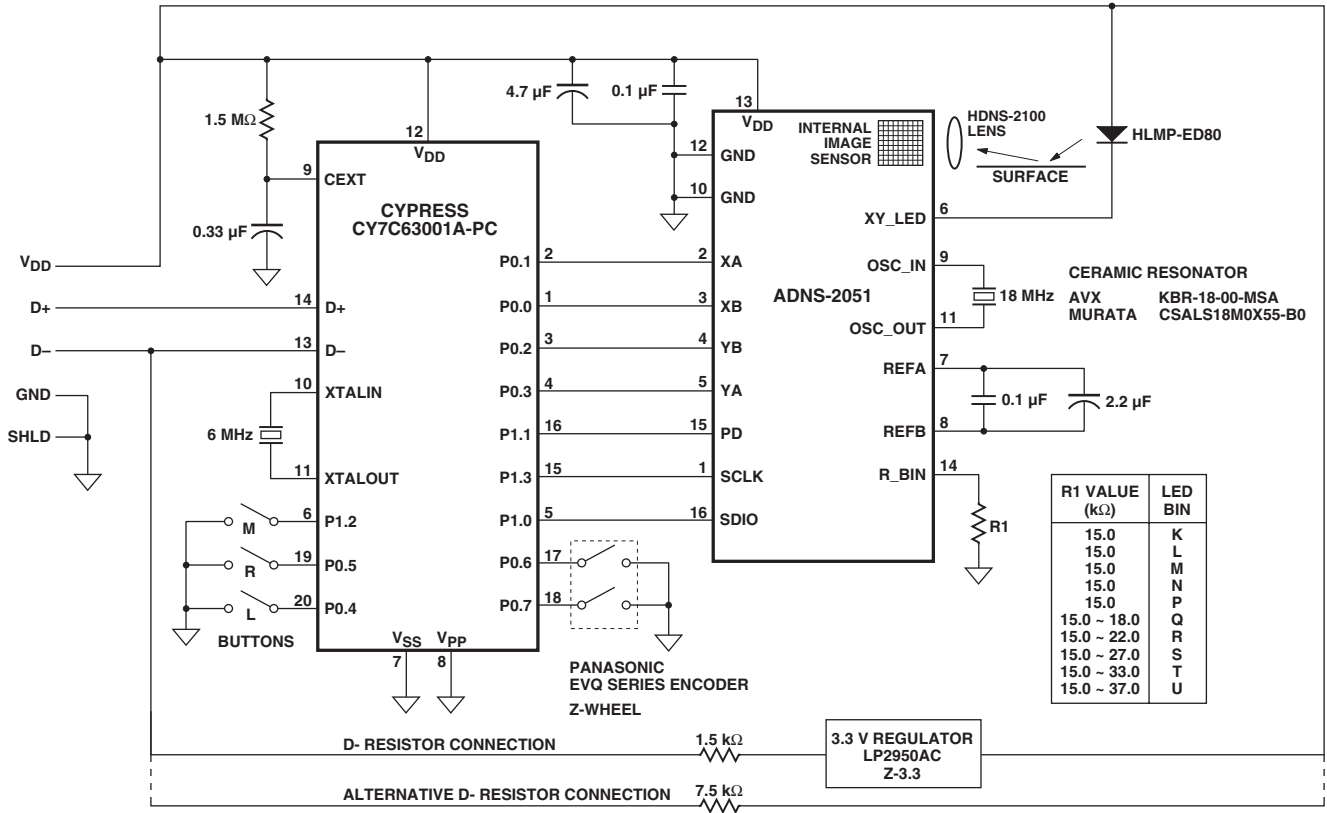 4.7 µF
0.1 µF
1.5 MΩ
12
VDD
9
CEXT
0.33 µF
CYPRESS
CY7C63001A-PC
VDD
D+
D–
GND
SHLD
14
D+
13
D–
10
XTALIN
6 MHz
11
XTALOUT
M
6
P1.2
R
19
P0.5
L
20
P0.4
BUTTONS
VSS
7
VPP
8
P0.1
2
P0.0
1
P0.2
3
P0.3
4
P1.1
16
P1.3
15
P1.0
5
P0.6
17
P0.7
18
PANASONIC
EVQ SERIES ENCODER
Z-WHEEL
13
VDD
INTERNAL
IMAGE
SENSOR
12
GND
10
GND
2
XA
3
XB
4
YB
5
YA
15
PD
1
SCLK
16
SDIO
ADNS-2051
HDNS-2100
LENS
HLMP-ED80
SURFACE
XY_LED
6
OSC_IN
9
18 MHz
OSC_OUT
11
CERAMIC RESONATOR
AVX KBR-18-00-MSA
MURATA CSALS18M0X55-B0
REFA
7
0.1 µF
2.2 µF
REFB
8
R_BIN
14
R1
R1 VALUE LED
(kΩ) BIN
15.0 K
15.0 L
15.0 M
15.0 N
15.0 P
15.0 ~ 18.0 Q
15.0 ~ 22.0 R
15.0 ~ 27.0 S
15.0 ~ 33.0 T
15.0 ~ 37.0 U
D- RESISTOR CONNECTION
1.5 kΩ
3.3 V REGULATOR
LP2950AC
Z-3.3
ALTERNATIVE D- RESISTOR CONNECTION
7.5 kΩ